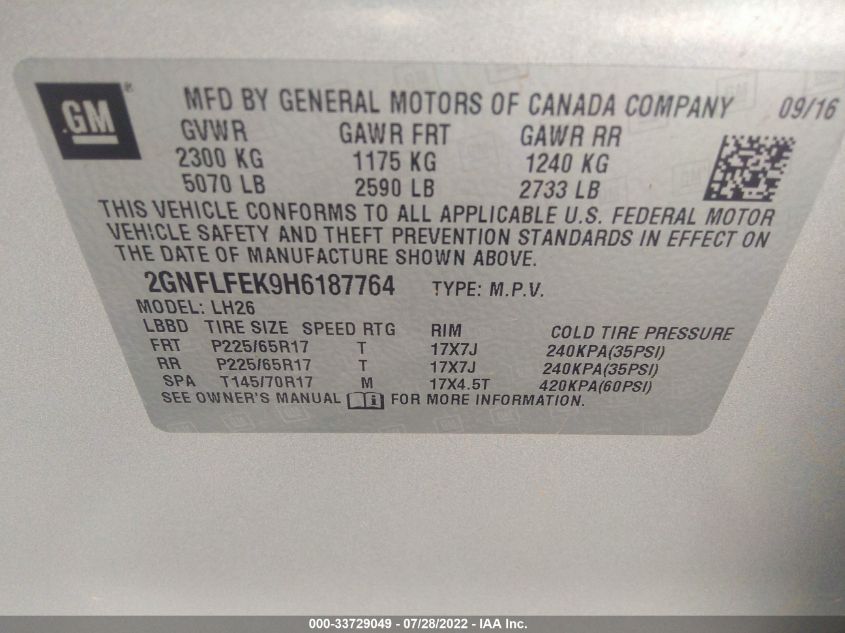 GM®
MFD BY GENERAL MOTORS OF CANADA COMPANY 09/16
GVWR GAWR FRT GAWR RR
2300 KG 1175 KG 1240 KG
5070 LB 2590 LB 2733 LB
THIS VEHICLE CONFORMS TO ALL APPLICABLE U.S. FEDERAL MOTOR
VEHICLE SAFETY AND THEFT PREVENTION STANDARDS IN EFFECT ON
THE DATE OF MANUFACTURE SHOWN ABOVE.
2GNFLFEK9H6187764 TYPE: M.P.V.
MODEL: LH26
LBBD TIRE SIZE SPEED RTG RIM COLD TIRE PRESSURE
FRT P225/65R17 T 17X7J 240KPA(35PSI)
RR P225/65R17 T 17X7J 240KPA(35PSI)
SPA T145/70R17 M 17X4.5T 420KPA(60PSI)
SEE OWNER'S MANUAL FOR MORE INFORMATION.
000-33729049 - 07/28/2022 - IAA Inc.